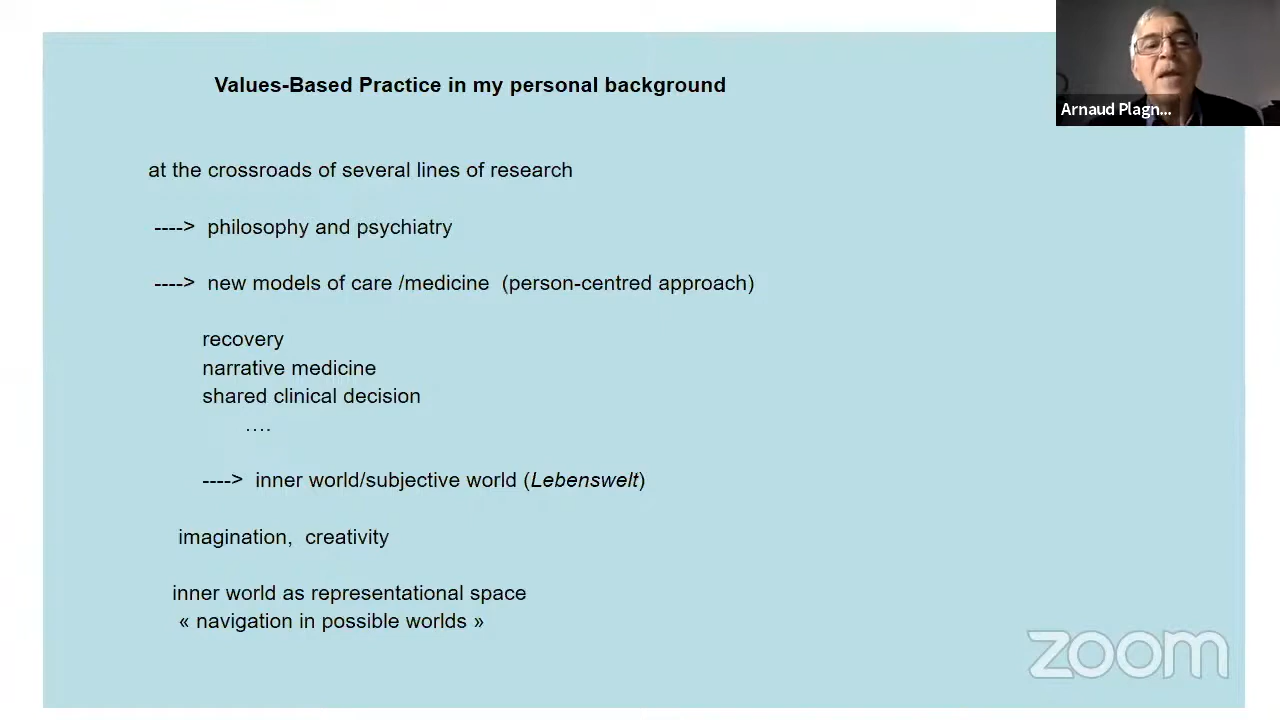 Values-Based Practice in my personal background
Arnaud Plagn...
at the crossroads of several lines of research
----> philosophy and psychiatry
----> new models of care /medicine (person-centred approach)
recovery
narrative medicine
shared clinical decision
....
----> inner world/subjective world (Lebenswelt)
imagination, creativity
inner world as representational space
« navigation in possible worlds »
zoom